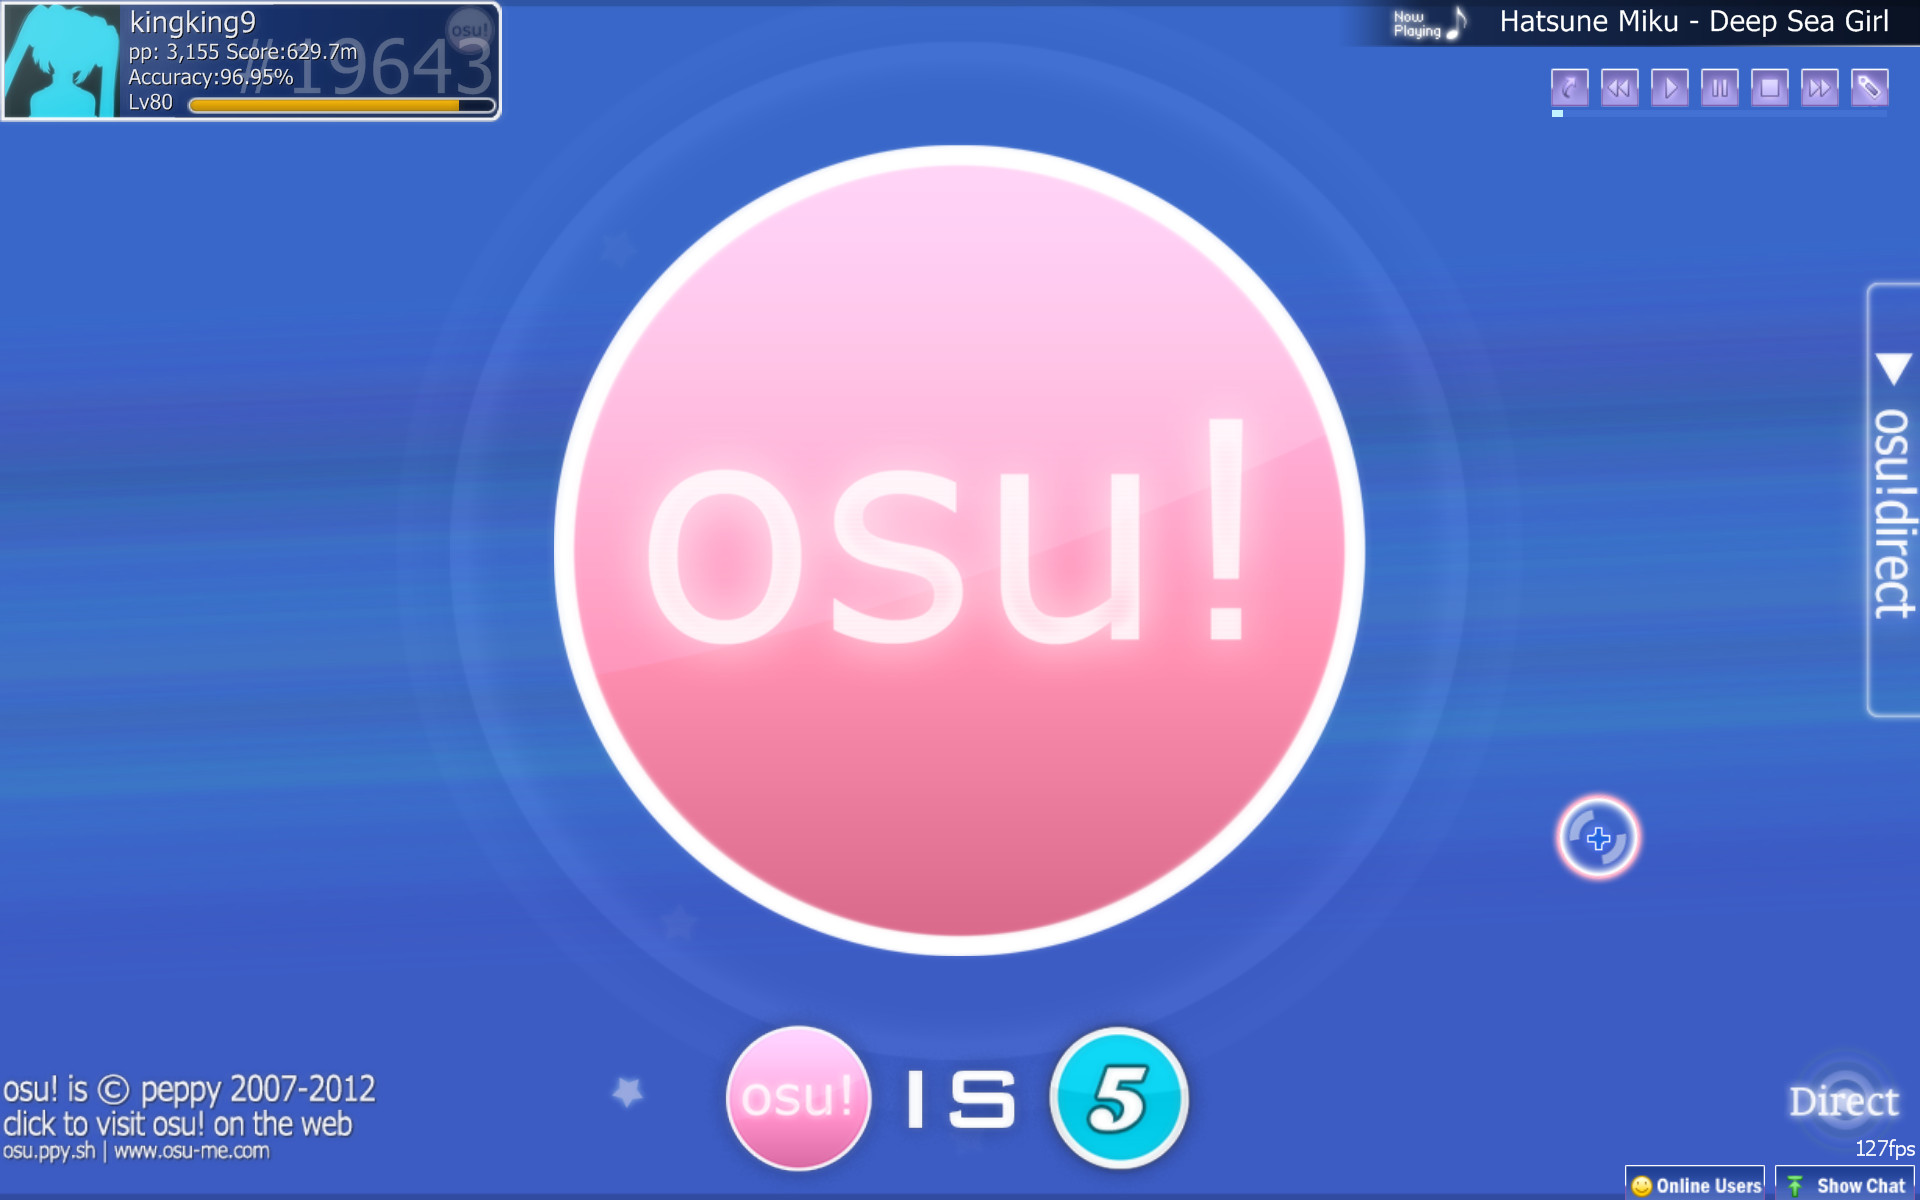 kingking9
osu!
pp: 3,155 Score:629.7m
#19643
Accuracy:96.95%
Lv80
Now Playing
Hatsune Miku - Deep Sea Girl
osu!
osu!direct
osu! is © peppy 2007-2012
click to visit osu! on the web
osu.ppy.sh | www.osu-me.com
osu! IS 5
Direct
127fps
Online Users
Show Chat